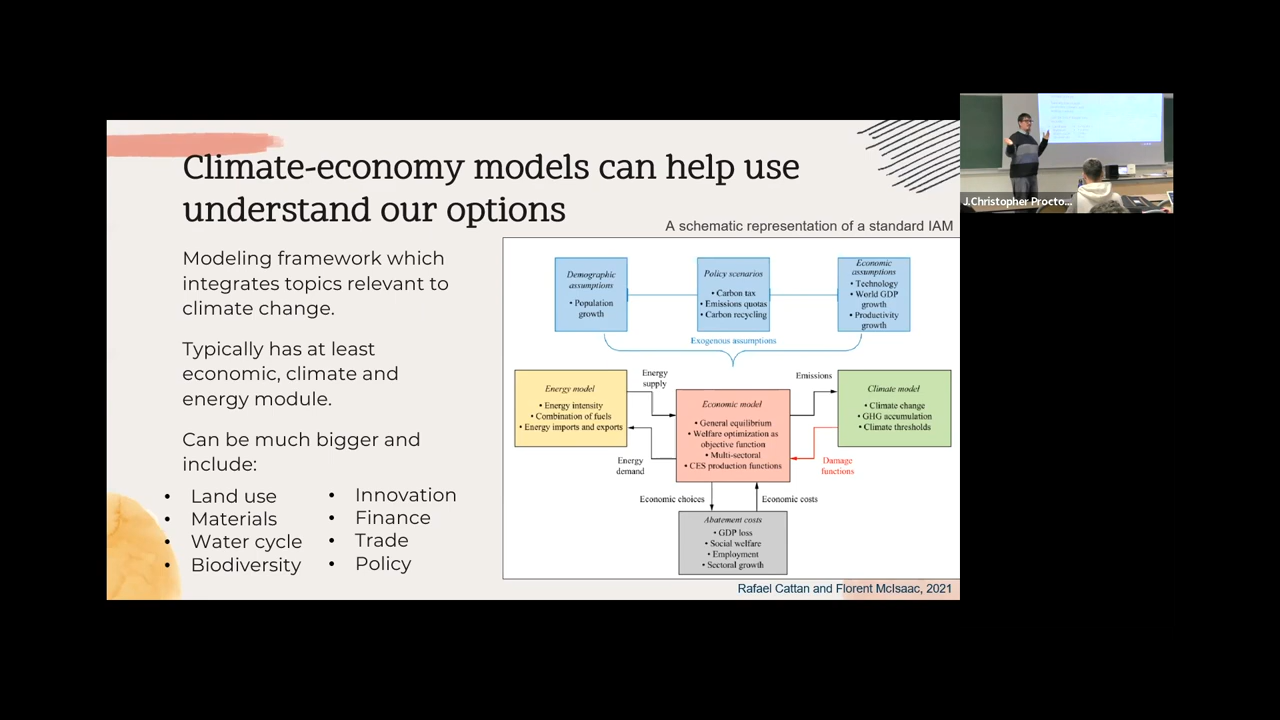 Climate-economy models can help use
understand our options
A schematic representation of a standard IAM
Modeling framework which
integrates topics relevant to
climate change.
Typically has at least
economic, climate and
energy module.
Can be much bigger and
include:
• Land use
• Materials
• Water cycle
• Biodiversity
• Innovation
• Finance
• Trade
• Policy
Demographic
assumptions
• Population
growth
Policy scenarios
• Carbon tax
• Emissions quotas
• Carbon recycling
Economic
assumptions
• Technology
• World GDP
growth
• Productivity
growth
Exogenous assumptions
Energy model
• Energy intensity
• Combination of fuels
• Energy imports and exports
Energy
supply
Energy
demand
Economic model
• General equilibrium
• Welfare optimization as
objective function
• Multi-sectoral
• CES production functions
Emissions
Damage
functions
Climate model
• Climate change
• GHG accumulation
• Climate thresholds
Economic choices
Economic costs
Abatement costs
• GDP loss
• Social welfare
• Employment
• Sectoral growth
Rafael Cattan and Florent McIsaac, 2021
J.Christopher Procto...